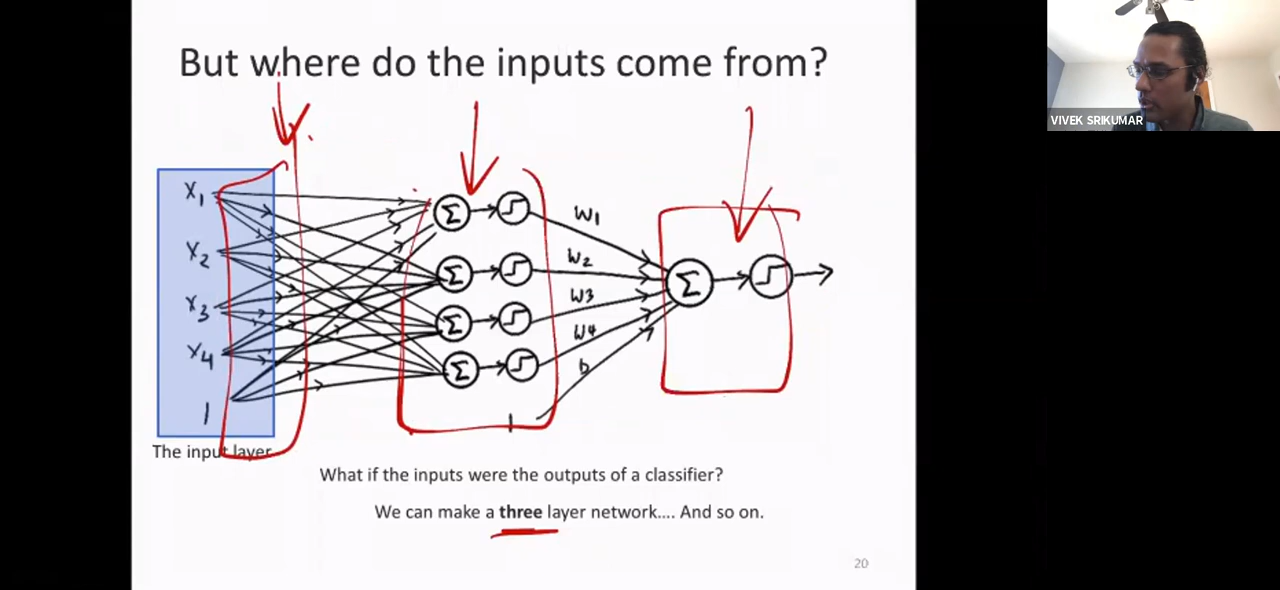 But where do the inputs come from?
VIVEK SRIKUMAR
x1
x2
x3
x4
1
Σ
Σ
Σ
Σ
1
w1
w2
w3
w4
b
Σ
The input layer
What if the inputs were the outputs of a classifier?
We can make a three layer network.... And so on.
20